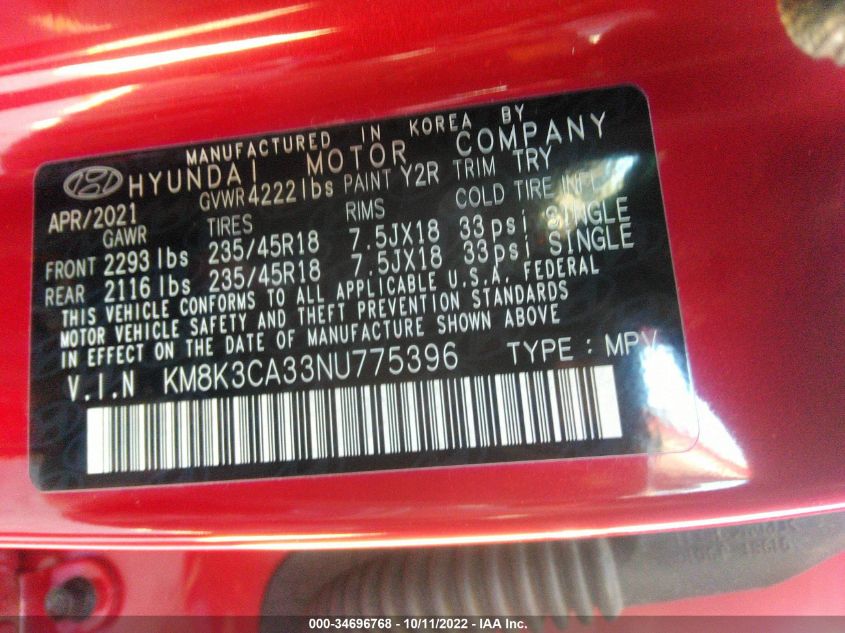 MANUFACTURED IN KOREA BY
HYUNDAI MOTOR COMPANY
APR/2021 GVWR 4222 lbs PAINT Y2R TRIM TRY
GAWR TIRES RIMS COLD TIRE INFL.
FRONT 2293 lbs 235/45R18 7.5JX18 33 psi SINGLE
REAR 2116 lbs 235/45R18 7.5JX18 33 psi SINGLE
THIS VEHICLE CONFORMS TO ALL APPLICABLE U.S.A. FEDERAL
MOTOR VEHICLE SAFETY AND THEFT PREVENTION STANDARDS
IN EFFECT ON THE DATE OF MANUFACTURE SHOWN ABOVE
V.I.N KM8K3CA33NU775396 TYPE : MPV
000-34696768 - 10/11/2022 - IAA Inc.